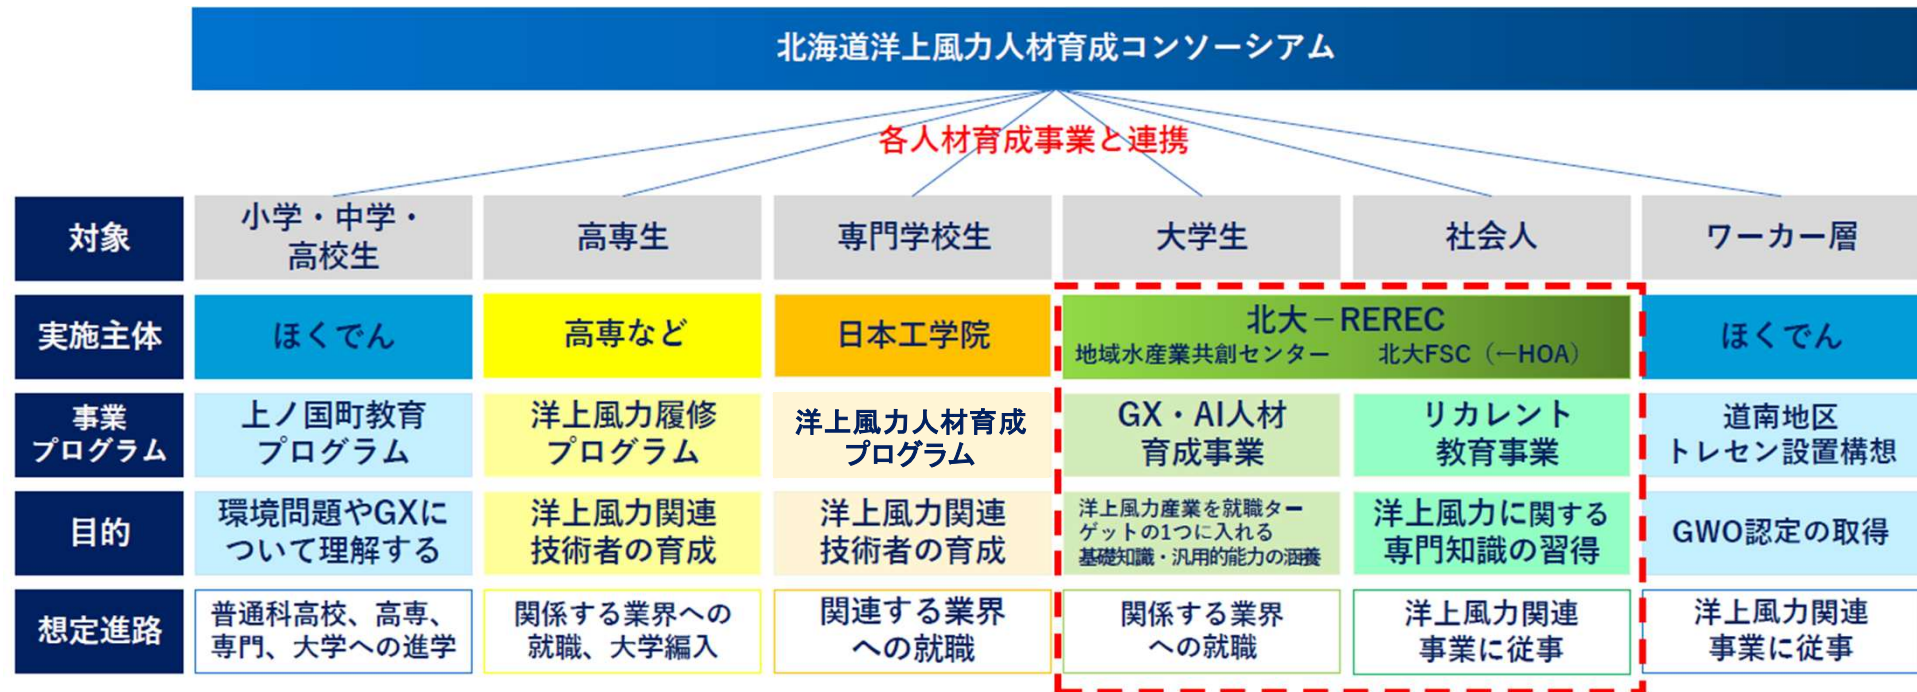 北海道洋上風力人材育成コンソーシアム
各人材育成事業と連携
対象
小学・中学・
高校生
高専生
専門学校生
大学生
社会人
ワーカー層
実施主体
ほくでん
高専など
日本工学院
北大－REREC
地域水産業共創センター 北大FSC（←HOA）
ほくでん
事業
プログラム
上ノ国町教育
プログラム
洋上風力履修
プログラム
洋上風力人材育成
プログラム
GX・AI人材
育成事業
リカレント
教育事業
道南地区
トレセン設置構想
目的
環境問題やGXに
ついて理解する
洋上風力関連
技術者の育成
洋上風力関連
技術者の育成
洋上風力産業を就職ター
ゲットの1つに入れる
基礎知識・汎用的能力の涵養
洋上風力に関する
専門知識の習得
GWO認定の取得
想定進路
普通科高校、高専、
専門、大学への進学
関係する業界への
就職、大学編入
関連する業界
への就職
関係する業界
への就職
洋上風力関連
事業に従事
洋上風力関連
事業に従事